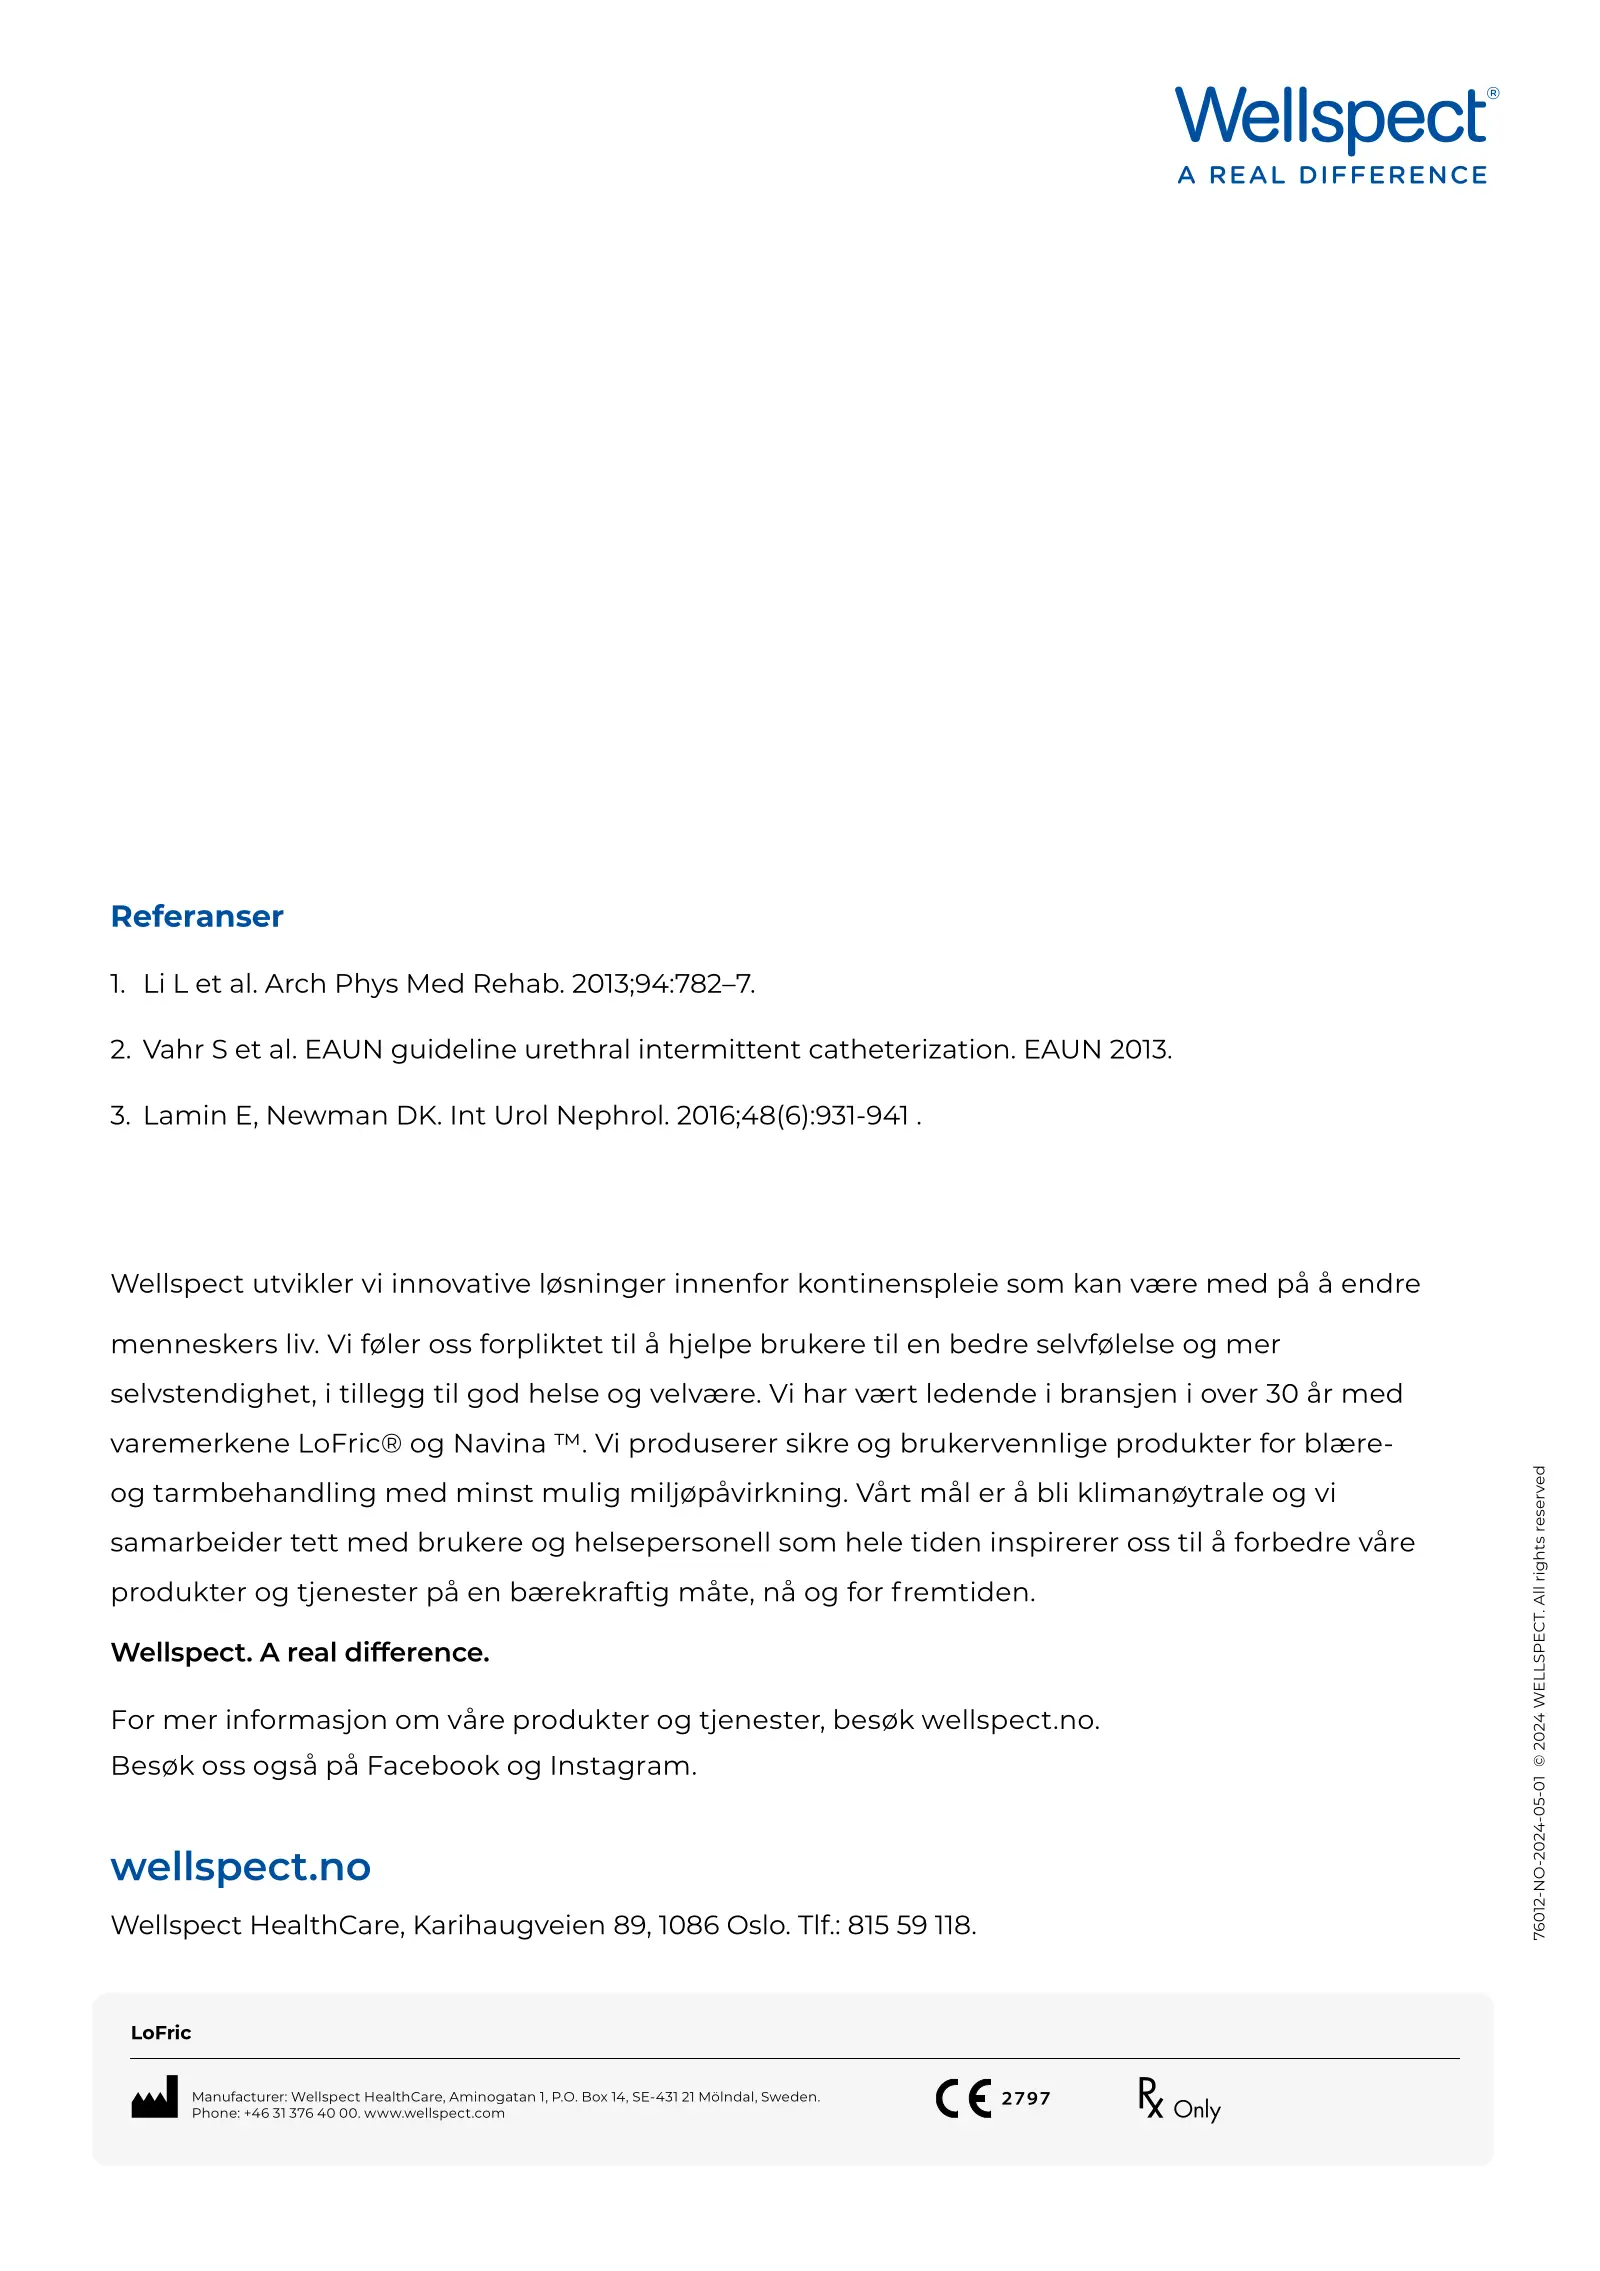 Wellspect®
A REAL DIFFERENCE
Referanser
1. Li L et al. Arch Phys Med Rehab. 2013;94:782–7.
2. Vahr S et al. EAUN guideline urethral intermittent catheterization. EAUN 2013.
3. Lamin E, Newman DK. Int Urol Nephrol. 2016;48(6):931-941 .
Wellspect utvikler vi innovative løsninger innenfor kontinenspleie som kan være med på å endre
menneskers liv. Vi føler oss forpliktet til å hjelpe brukere til en bedre selvfølelse og mer
selvstendighet, i tillegg til god helse og velvære. Vi har vært ledende i bransjen i over 30 år med
varemerkene LoFric® og Navina ™. Vi produserer sikre og brukervennlige produkter for blære-
og tarmbehandling med minst mulig miljøpåvirkning. Vårt mål er å bli klimanøytrale og vi
samarbeider tett med brukere og helsepersonell som hele tiden inspirerer oss til å forbedre våre
produkter og tjenester på en bærekraftig måte, nå og for fremtiden.
Wellspect. A real difference.
For mer informasjon om våre produkter og tjenester, besøk wellspect.no.
Besøk oss også på Facebook og Instagram.
wellspect.no
Wellspect HealthCare, Karihaugveien 89, 1086 Oslo. Tlf.: 815 59 118.
76012-NO-2024-05-01 © 2024 WELLSPECT. All rights reserved
LoFric
Manufacturer: Wellspect HealthCare, Aminogatan 1, P.O. Box 14, SE-431 21 Mölndal, Sweden.
Phone: +46 31 376 40 00. www.wellspect.com
CE 2797
Rx Only